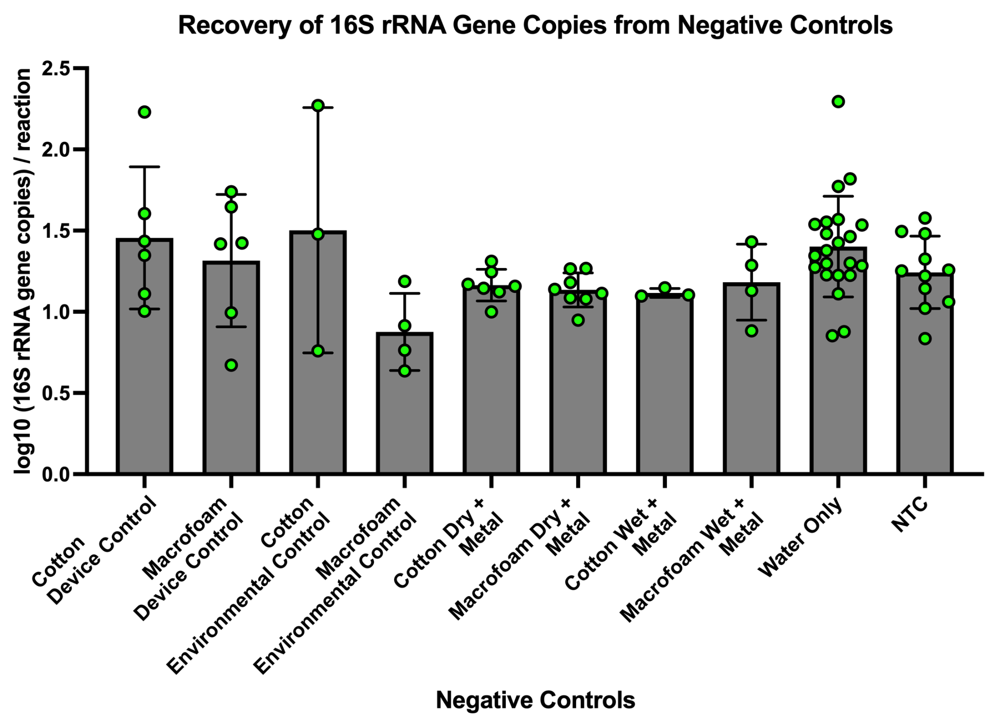 Recovery of 16S rRNA Gene Copies from Negative Controls
log10 (16S rRNA gene copies) / reaction
2.5
2.0
1.5
1.0
0.5
0.0
Cotton
Device Control
Macrofoam
Device Control
Cotton
Environmental Control
Macrofoam
Environmental Control
Cotton Dry +
Metal
Macrofoam Dry +
Metal
Cotton Wet +
Metal
Macrofoam Wet +
Metal
Water Only
NTC
Negative Controls